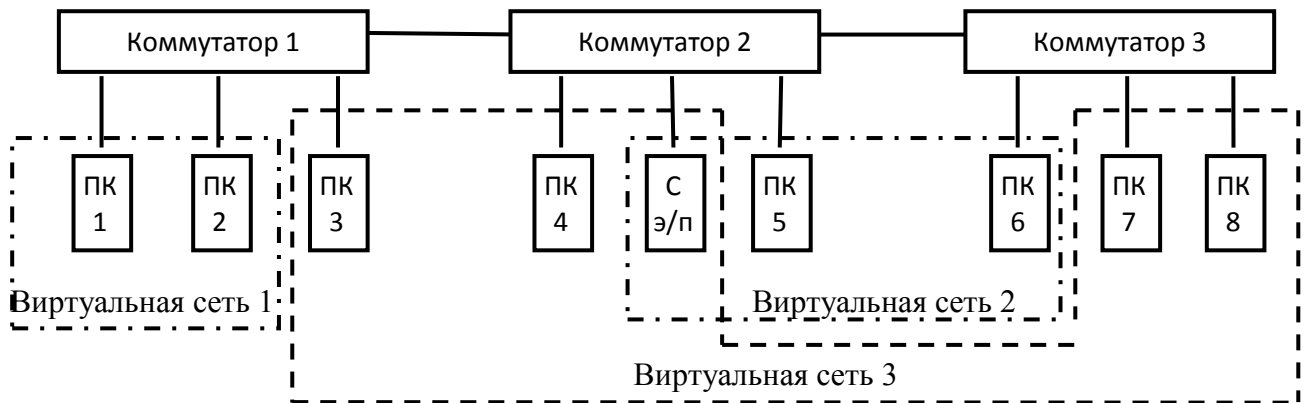 Коммутатор 1
Коммутатор 2
Коммутатор 3
ПК
1
ПК
2
ПК
3
ПК
4
С
э/п
ПК
5
ПК
6
ПК
7
ПК
8
Виртуальная сеть 1
Виртуальная сеть 2
Виртуальная сеть 3